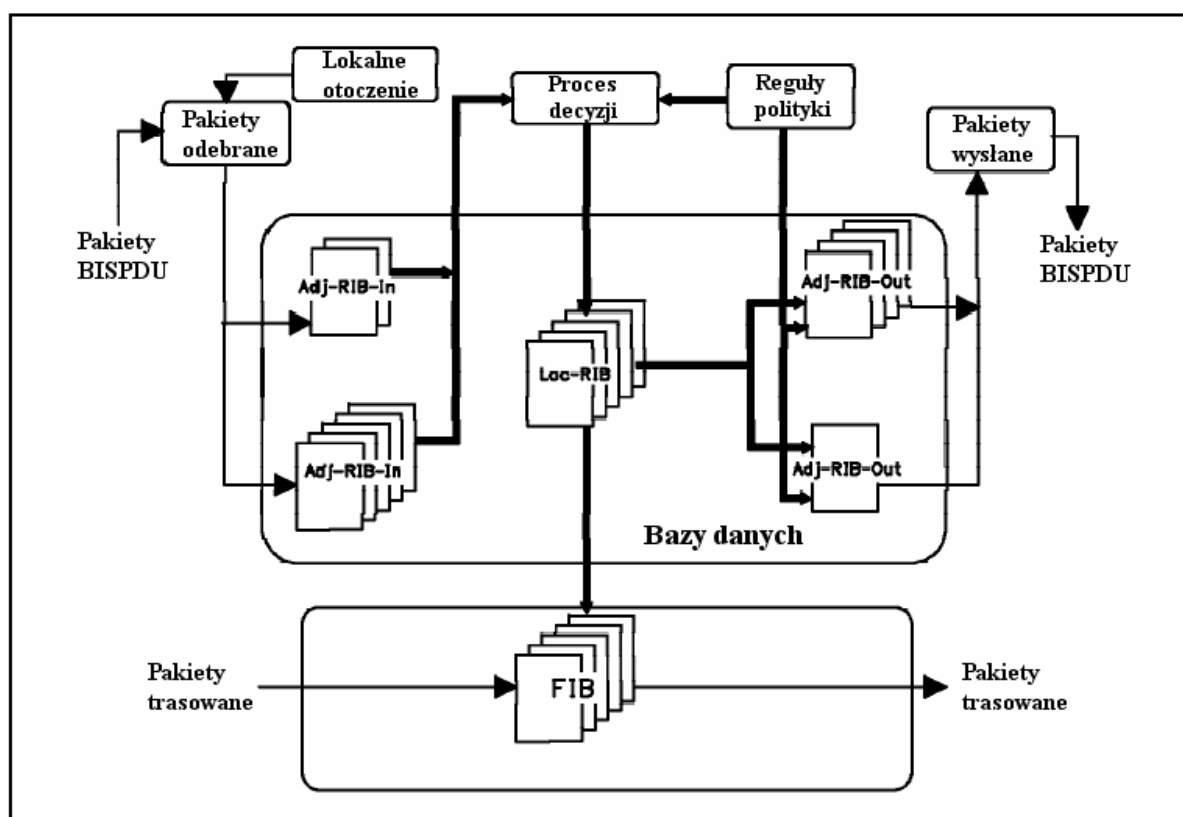 Lokalne
otoczenie
Pakiety
odebrane
Proces
decyzji
Reguły
polityki
Pakiety
wysłane
Pakiety
BISPDU
Pakiety
BISPDU
Adj-RIB-In
Adj-RIB-Out
Loc-RIB
Adj-RIB-In
Adj-RIB-Out
Bazy danych
Pakiety
trasowane
FIB
Pakiety
trasowane